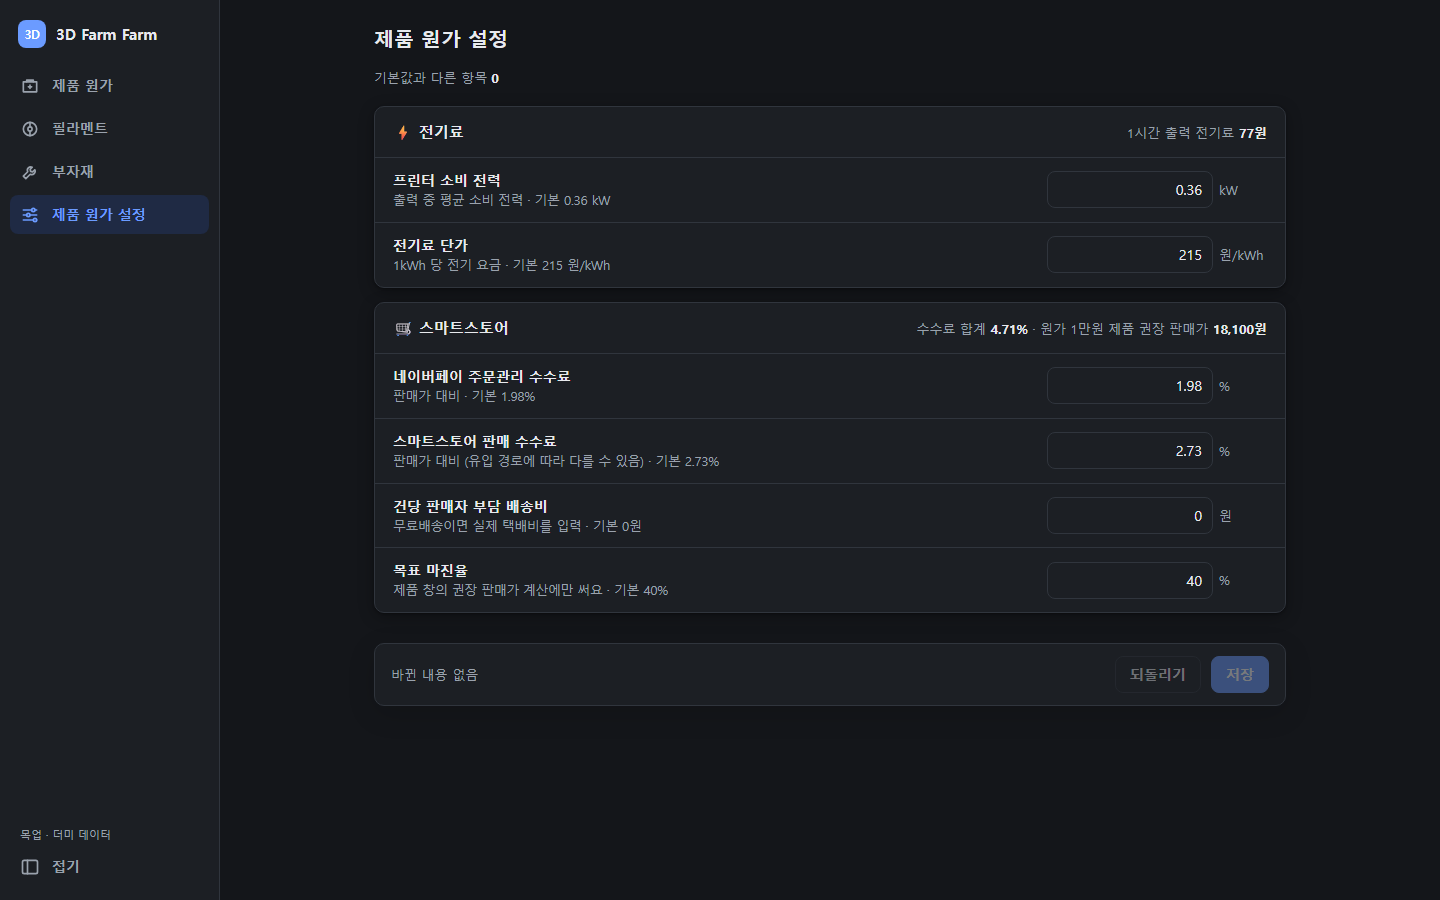 3D 3D Farm Farm
제품 원가
필라멘트
부자재
제품 원가 설정
목업 · 더미 데이터
접기
제품 원가 설정
기본값과 다른 항목 0
전기료
1시간 출력 전기료 77원
프린터 소비 전력
출력 중 평균 소비 전력 · 기본 0.36 kW
0.36 kW
전기료 단가
1kWh 당 전기 요금 · 기본 215 원/kWh
215 원/kWh
스마트스토어
수수료 합계 4.71% · 원가 1만원 제품 권장 판매가 18,100원
네이버페이 주문관리 수수료
판매가 대비 · 기본 1.98%
1.98 %
스마트스토어 판매 수수료
판매가 대비 (유입 경로에 따라 다를 수 있음) · 기본 2.73%
2.73 %
건당 판매자 부담 배송비
무료배송이면 실제 택배비를 입력 · 기본 0원
0 원
목표 마진율
제품 창의 권장 판매가 계산에만 써요 · 기본 40%
40 %
바뀐 내용 없음
되돌리기
저장